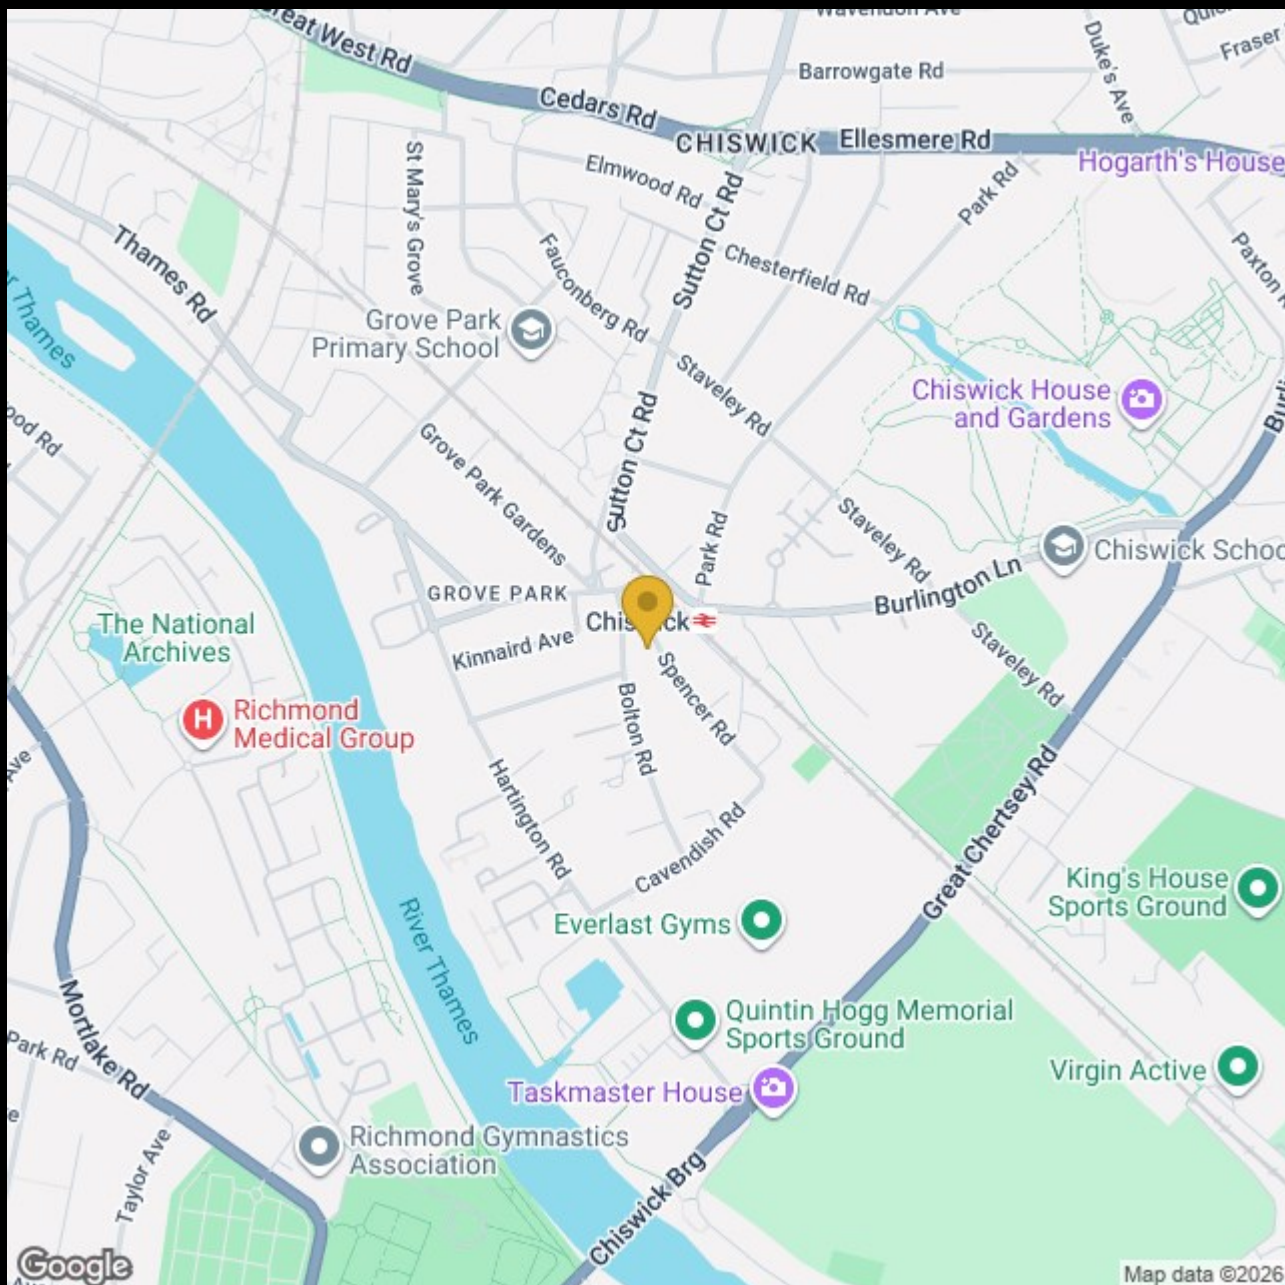 Wavendon Ave
Great West Rd
Barrowgate Rd
Duke's Ave
Fraser
Cedars Rd
CHISWICK
Ellesmere Rd
Hogarth's House
Elmwood Rd
St Mary's Grove
Sutton Ct Rd
Park Rd
Thames Rd
Fauconberg Rd
Chesterfield Rd
Grove Park
Primary School
Staveley Rd
Chiswick House
and Gardens
Sutton Ct Rd
Grove Park Gardens
Park Rd
Staveley Rd
Chiswick
GROVE PARK
Burlington Ln
Kinnaird Ave
The National
Archives
Staveley Rd
Spencer Rd
Bolton Rd
Richmond
Medical Group
Hartington Rd
Great Chertsey Rd
Cavendish Rd
King's House
Sports Ground
Everlast Gyms
River Thames
Quintin Hogg Memorial
Sports Ground
Mortlake Rd
Park Rd
Virgin Active
Taskmaster House
Richmond Gymnastics
Association
Taylor Ave
Chiswick Brg
Google
Map data ©2026